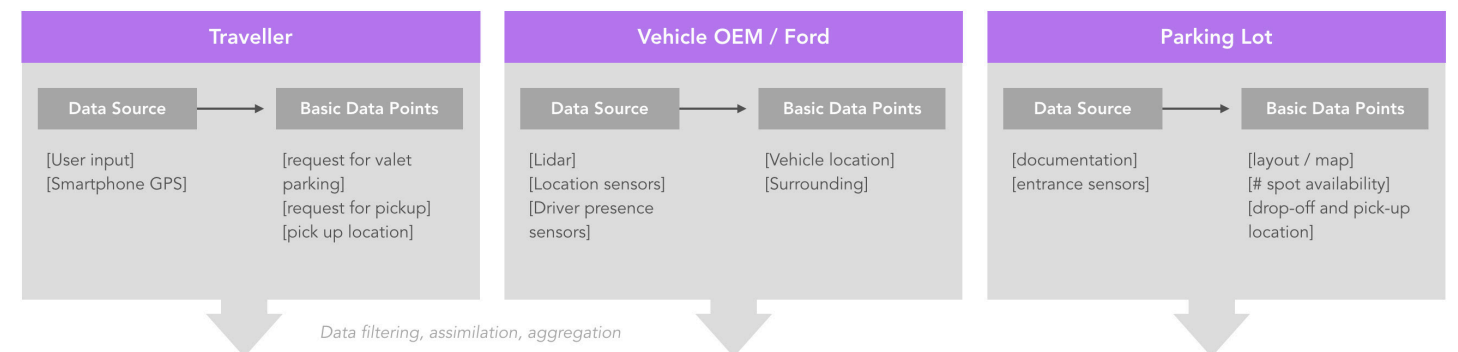 Traveller
Data Source
Basic Data Points
[User input]
[Smartphone GPS]
[request for valet
parking]
[request for pickup]
[pick up location]
Vehicle OEM / Ford
Data Source
Basic Data Points
[Lidar]
[Location sensors]
[Driver presence
sensors]
[Vehicle location]
[Surrounding]
Parking Lot
Data Source
Basic Data Points
[documentation]
[entrance sensors]
[layout / map]
[# spot availability]
[drop-off and pick-up
location]
Data filtering, assimilation, aggregation